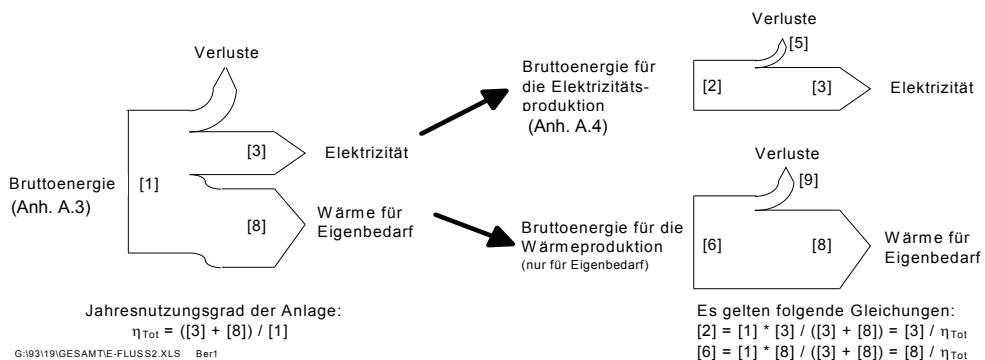 Verluste
[3]
Elektrizität
Bruttoenergie
(Anh. A.3)
[1]
[8]
Wärme für
Eigenbedarf
Jahresnutzungsgrad der Anlage:
ηTot = ([3] + [8]) / [1]
G:\93\19\GESAMT\E-FLUSS2.XLS Ber1
Bruttoenergie für
die Elektrizitäts-
produktion
(Anh. A.4)
Verluste
[5]
[2]
[3]
Elektrizität
Bruttoenergie für die
Wärmeproduktion
(nur für Eigenbedarf)
Verluste
[9]
[6]
[8]
Wärme für
Eigenbedarf
Es gelten folgende Gleichungen:
[2] = [1] * [3] / ([3] + [8]) = [3] / ηTot
[6] = [1] * [8] / ([3] + [8]) = [8] / ηTot